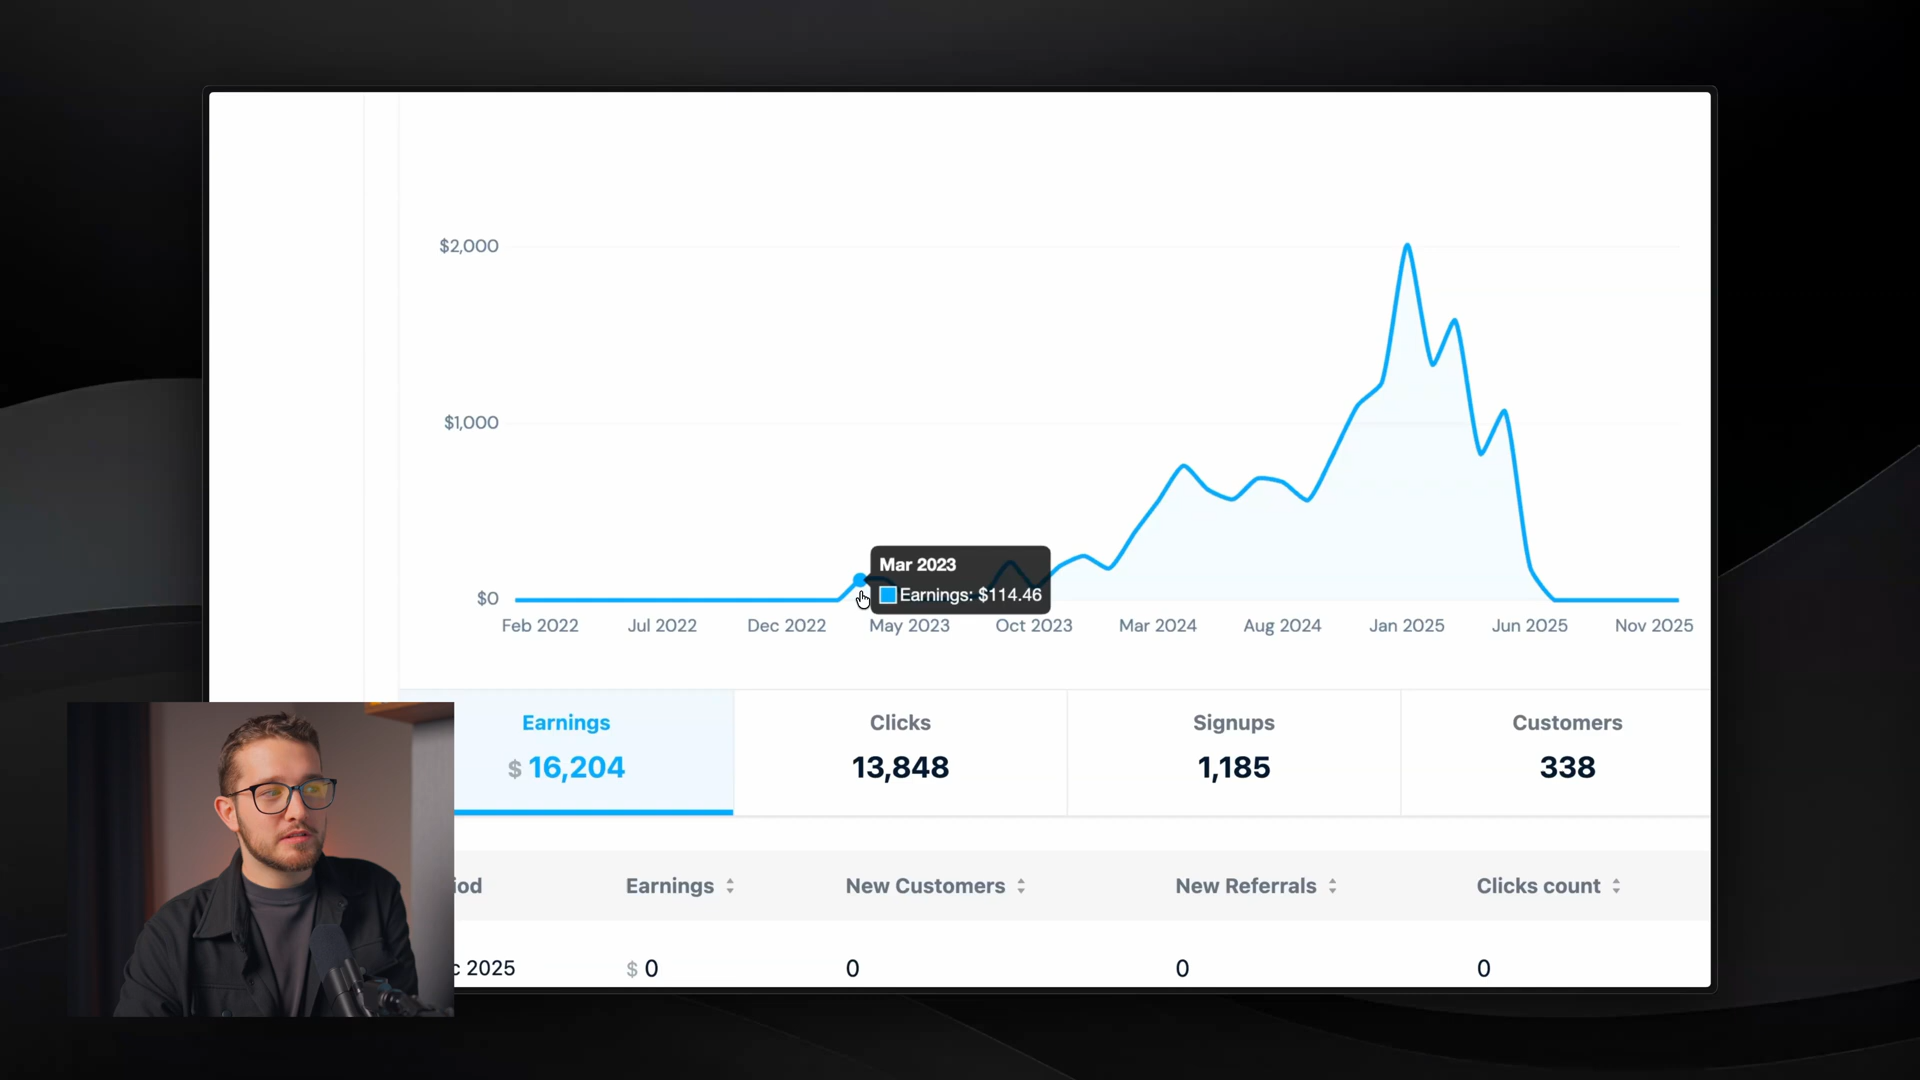 $2,000
$1,000
$0
Mar 2023
Earnings: $114.46
Feb 2022
Jul 2022
Dec 2022
May 2023
Oct 2023
Mar 2024
Aug 2024
Jan 2025
Jun 2025
Nov 2025
Earnings
$ 16,204
Clicks
13,848
Signups
1,185
Customers
338
iod
Earnings
New Customers
New Referrals
Clicks count
c 2025
$ 0
0
0
0